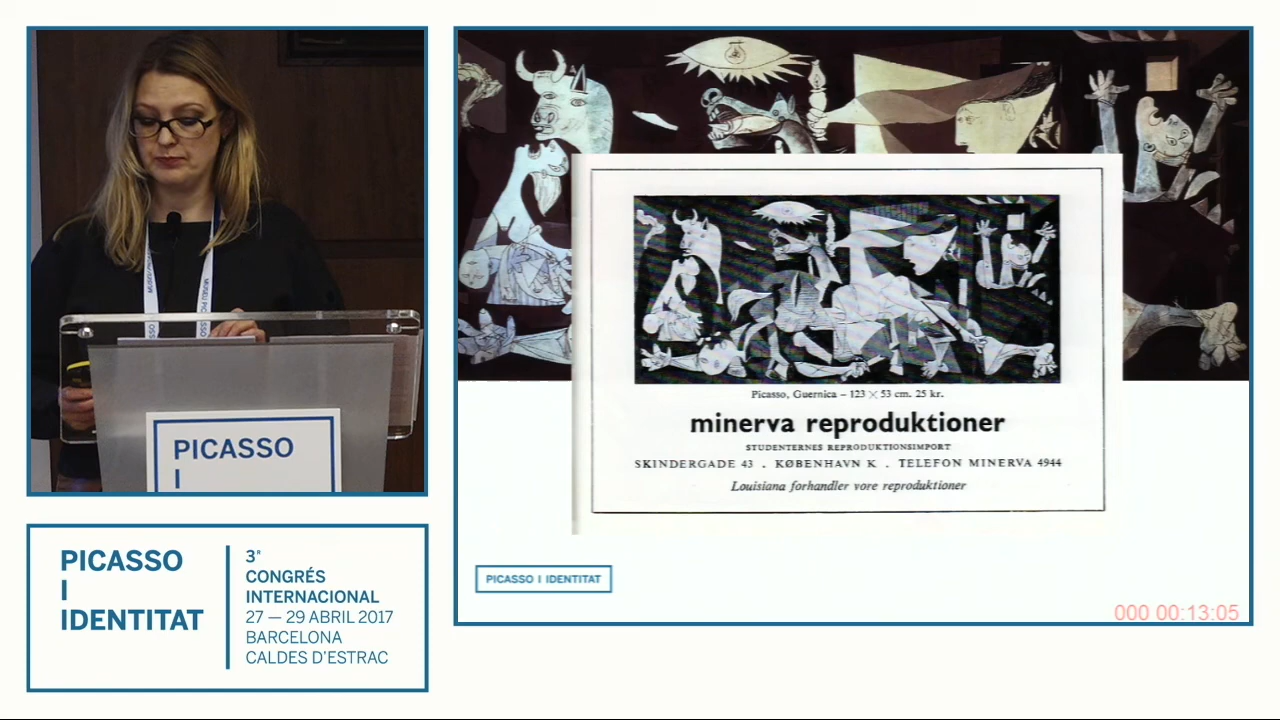 PICASSO
I
PICASSO
I
IDENTITAT
3ª
CONGRÉS
INTERNACIONAL
27 — 29 ABRIL 2017
BARCELONA
CALDES D'ESTRAC
Picasso, Guernica – 123 × 53 cm. 25 kr.
minerva reproduktioner
STUDENTERNES REPRODUKTIONSIMPORT
SKINDERGADE 43 . KØBENHAVN K . TELEFON MINERVA 4944
Louisiana forhandler vore reproduktioner
PICASSO I IDENTITAT
000 00:13:05